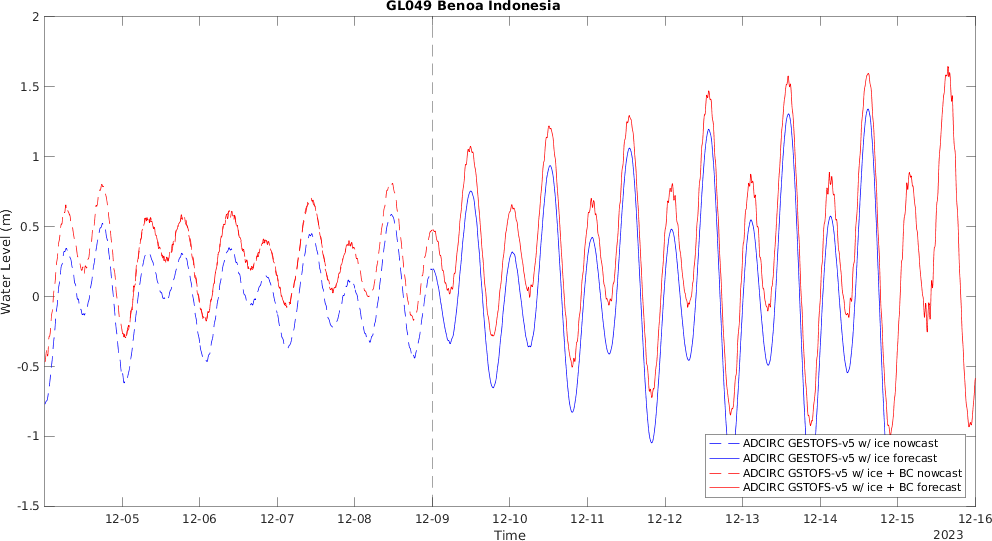 GL049 Benoa Indonesia
2
1.5
1
0.5
0
-0.5
-1
-1.5
Water Level (m)
ADCIRC GESTOFS-v5 w/ ice nowcast
ADCIRC GESTOFS-v5 w/ ice forecast
ADCIRC GSTOFS-v5 w/ ice + BC nowcast
ADCIRC GSTOFS-v5 w/ ice + BC forecast
12-05 12-06 12-07 12-08 12-09 12-10 12-11 12-12 12-13 12-14 12-15 12-16
Time
2023